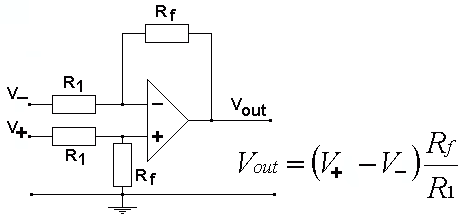 Rf
R1
V−
−
Vout
V+
+
R1
Rf
Vout = (V+ − V−) Rf/R1